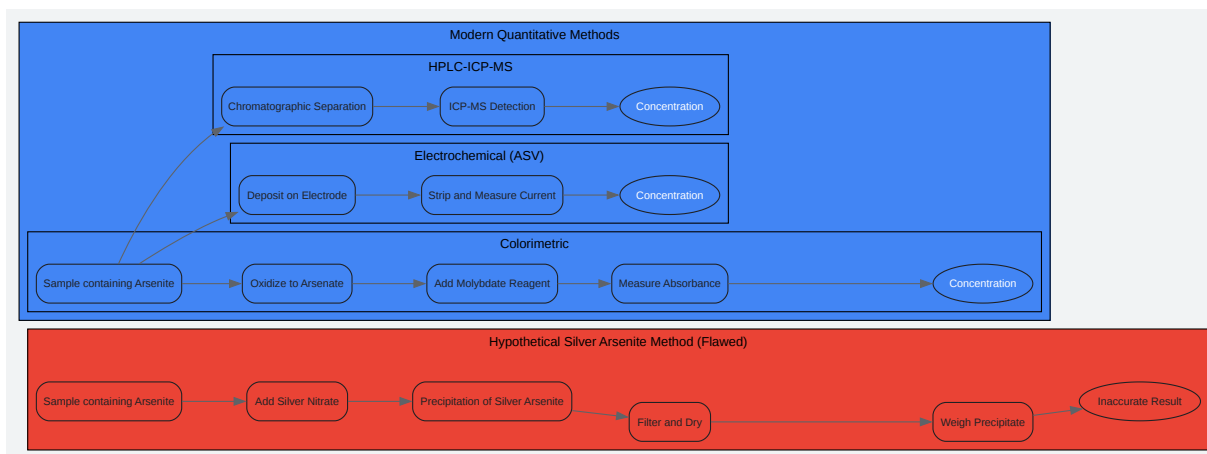 Modern Quantitative Methods
HPLC-ICP-MS
Chromatographic Separation
ICP-MS Detection
Concentration
Electrochemical (ASV)
Deposit on Electrode
Strip and Measure Current
Concentration
Colorimetric
Sample containing Arsenite
Oxidize to Arsenate
Add Molybdate Reagent
Measure Absorbance
Concentration
Hypothetical Silver Arsenite Method (Flawed)
Sample containing Arsenite
Add Silver Nitrate
Precipitation of Silver Arsenite
Filter and Dry
Weigh Precipitate
Inaccurate Result